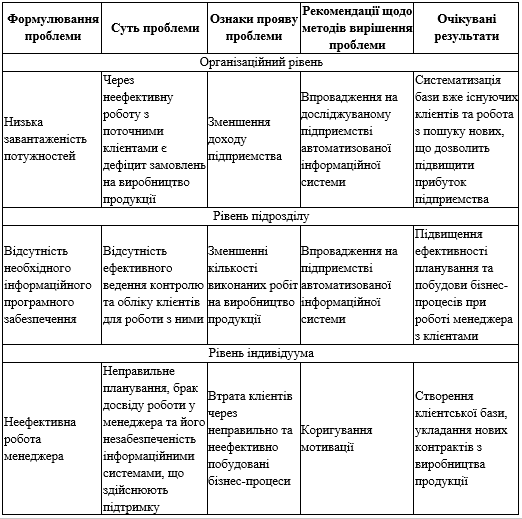 Формулювання
проблеми
Суть проблеми
Ознаки прояву
проблеми
Рекомендації щодо
методів вирішення
проблеми
Очікувані
результати
Організаційний рівень
Низька
завантаженість
потужностей
Через
неефективну
роботу з
поточними
клієнтами є
дефіцит замовлень
на виробництво
продукції
Зменшення
доходу
підприємства
Впровадження на
досліджуваному
підприємстві
автоматизованої
інформаційної
системи
Систематизація
бази вже існуючих
клієнтів та робота
з пошуку нових,
що дозволить
підвищити
прибуток
підприємства
Рівень підрозділу
Відсутність
необхідного
інформаційного
програмного
забезпечення
Відсутність
ефективного
ведення контролю
та обліку клієнтів
для роботи з ними
Зменшенні
кількості
виконаних робіт
на виробництво
продукції
Впровадження на
підприємстві
автоматизованої
інформаційної
системи
Підвищення
ефективності
планування та
побудови бізнес-
процесів при
роботі менеджера
з клієнтами
Рівень індивідуума
Неефективна
робота
менеджера
Неправильне
планування, брак
досвіду роботи у
менеджера та його
незабезпеченість
інформаційними
системами, що
здійснюють
підтримку
Втрата клієнтів
через
неправильно та
неефективно
побудовані
бізнес-процеси
Коригування
мотивації
Створення
клієнтської бази,
укладання нових
контрактів з
виробництва
продукції